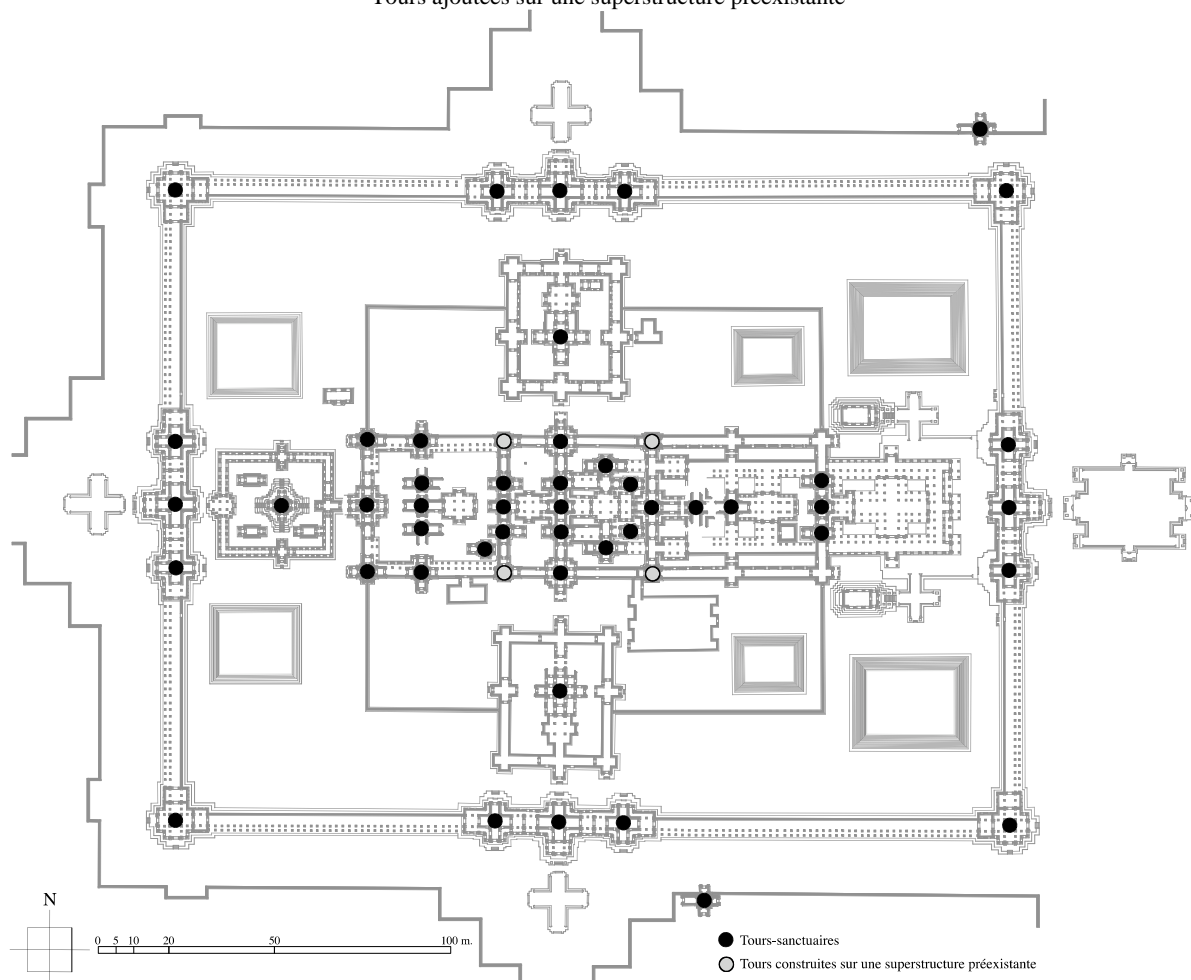 Tours ajoutées sur une superstructure préexistante
N
0 5 10 20 50 100 m.
Tours-sanctuaires
Tours construites sur une superstructure préexistante